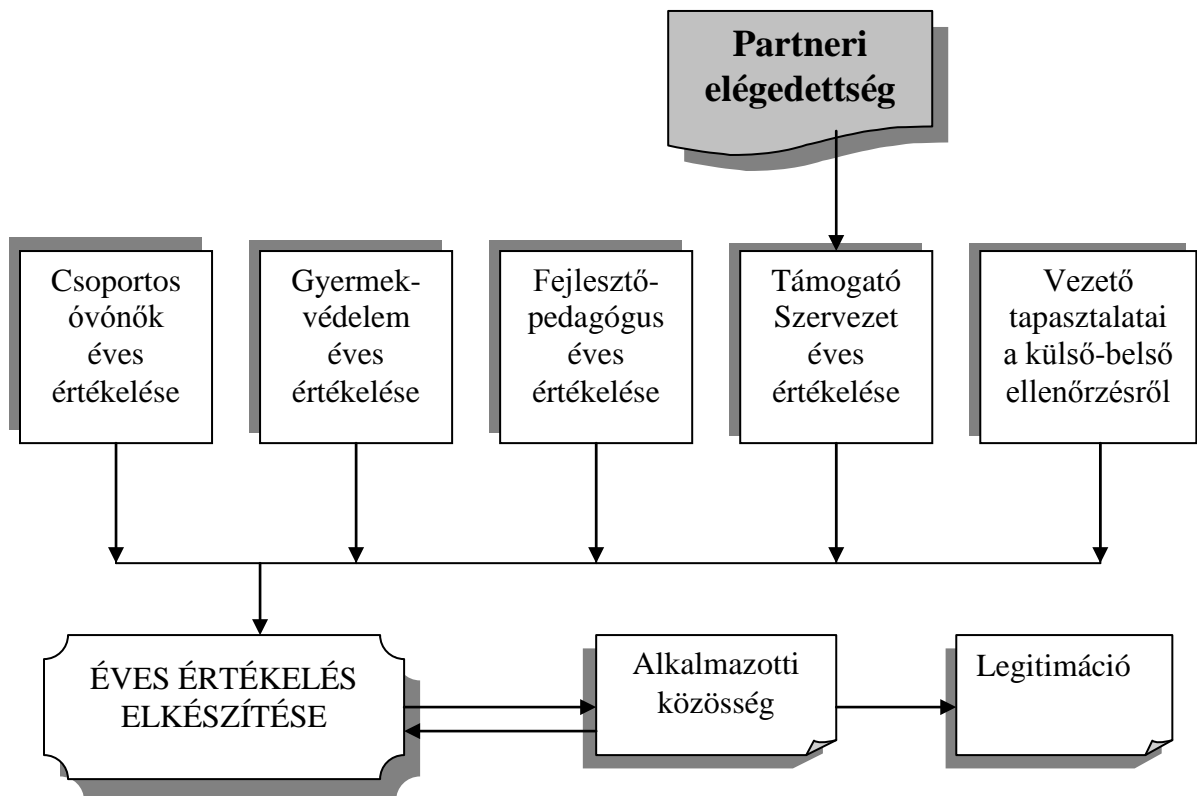 Partneri
elégedettség
Csoportos
óvónők
éves
értékelése
Gyermek-
védelem
éves
értékelése
Fejlesztő-
pedagógus
éves
értékelése
Támogató
Szervezet
éves
értékelése
Vezető
tapasztalatai
a külső-belső
ellenőrzésről
ÉVES ÉRTÉKELÉS
ELKÉSZÍTÉSE
Alkalmazotti
közösség
Legitimáció